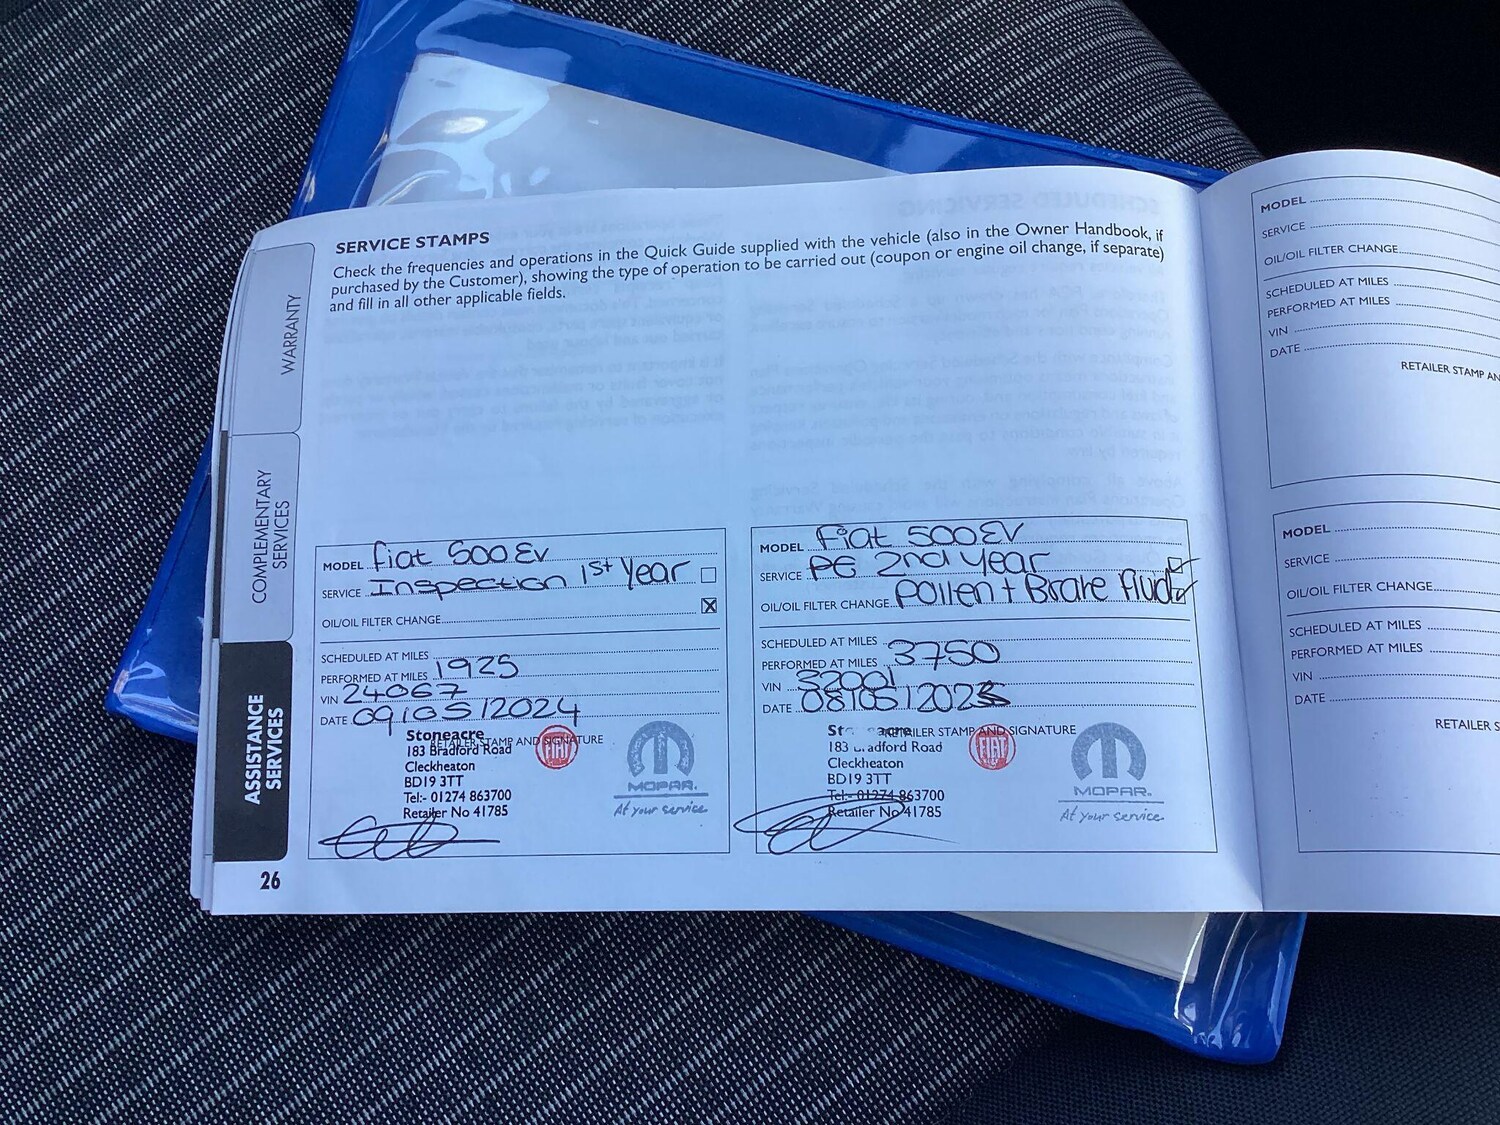 SERVICE STAMPS
Check the frequencies and operations in the Quick Guide supplied with the vehicle (also in the Owner Handbook, if
purchased by the Customer), showing the type of operation to be carried out (coupon or engine oil change, if separate)
and fill in all other applicable fields.
WARRANTY
COMPLEMENTARY
SERVICES
ASSISTANCE
SERVICES
MODEL fiat 500 Ev
SERVICE Inspection 1st Year
OIL/OIL FILTER CHANGE
SCHEDULED AT MILES
PERFORMED AT MILES 1925
VIN 24067
DATE 09/05/2024
RETAILER STAMP AND SIGNATURE
Stoneacre
183 Bradford Road
Cleckheaton
BD19 3TT
Tel:- 01274 863700
Retailer No 41785
FIAT
MOPAR.
At your service
MODEL fiat 500 EV
SERVICE 2nd Year
OIL/OIL FILTER CHANGE Pollen + Brake fluid
SCHEDULED AT MILES
PERFORMED AT MILES 3750
VIN 32001
DATE 08/05/2025
RETAILER STAMP AND SIGNATURE
183 Bradford Road
Cleckheaton
BD19 3TT
Tel:- 01274 863700
Retailer No 41785
FIAT
MOPAR.
At your service
26
MODEL
SERVICE
OIL/OIL FILTER CHANGE
SCHEDULED AT MILES
PERFORMED AT MILES
VIN
DATE
RETAILER STAMP AN
MODEL
SERVICE
OIL/OIL FILTER CHANGE
SCHEDULED AT MILES
PERFORMED AT MILES
VIN
DATE
RETAILER S